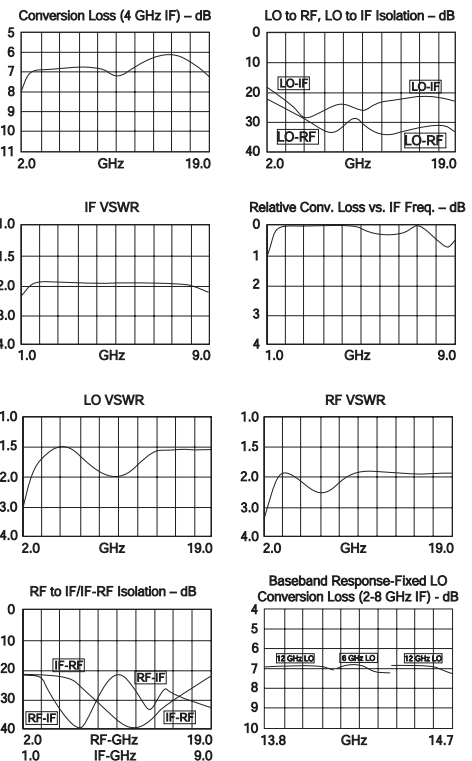 Conversion Loss (4 GHz IF) – dB
5
6
7
8
9
10
11
2.0 GHz 19.0
LO to RF, LO to IF Isolation – dB
0
10
20
30
40
LO-IF
LO-IF
LO-RF
LO-RF
2.0 GHz 19.0
IF VSWR
1.0
1.5
2.0
3.0
4.0
1.0 GHz 9.0
Relative Conv. Loss vs. IF Freq. – dB
0
1
2
3
4
1.0 GHz 9.0
LO VSWR
1.0
1.5
2.0
3.0
4.0
2.0 GHz 19.0
RF VSWR
1.0
1.5
2.0
3.0
4.0
2.0 GHz 19.0
RF to IF/IF-RF Isolation – dB
0
10
20
30
40
IF-RF
RF-IF
RF-IF
IF-RF
2.0 RF-GHz 19.0
1.0 IF-GHz 9.0
Baseband Response-Fixed LO
Conversion Loss (2-8 GHz IF) - dB
4
5
6
7
8
9
10
12 GHz LO
6 GHz LO
12 GHz LO
13.8 GHz 14.7